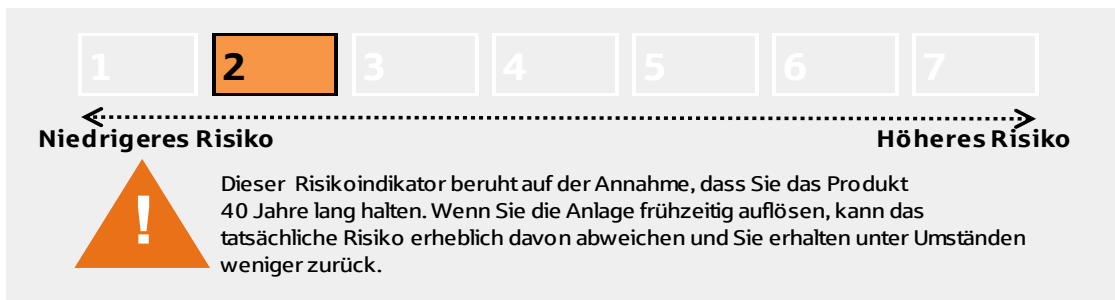 1 2 3 4 5 6 7
Niedrigeres Risiko Höheres Risiko
!
Dieser Risikoindikator beruht auf der Annahme, dass Sie das Produkt
40 Jahre lang halten. Wenn Sie die Anlage frühzeitig auflösen, kann das
tatsächliche Risiko erheblich davon abweichen und Sie erhalten unter Umständen
weniger zurück.